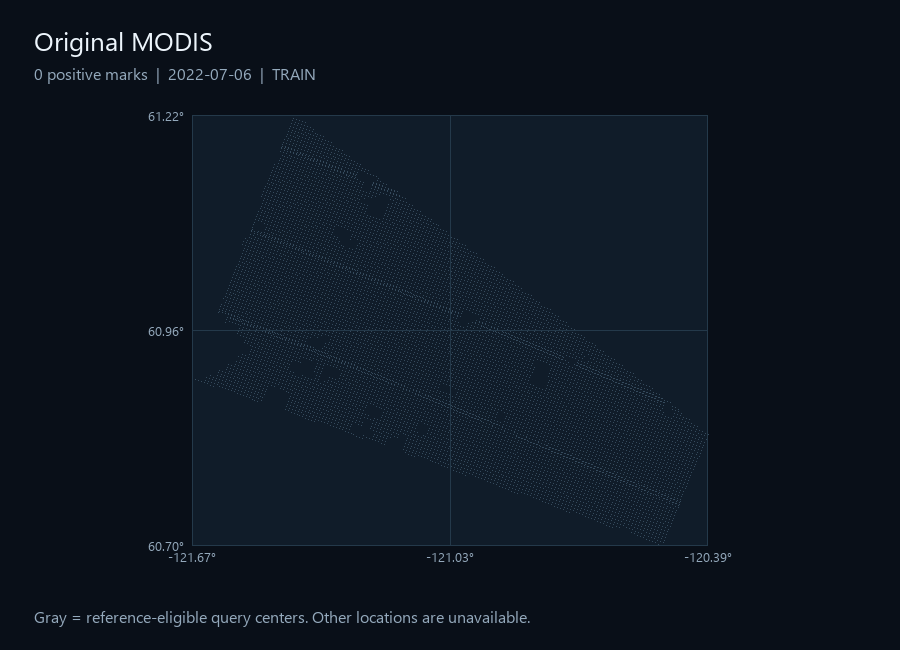 Original MODIS
0 positive marks | 2022-07-06 | TRAIN
61.22°
60.96°
60.70°
-121.67°
-121.03°
-120.39°
Gray = reference-eligible query centers. Other locations are unavailable.